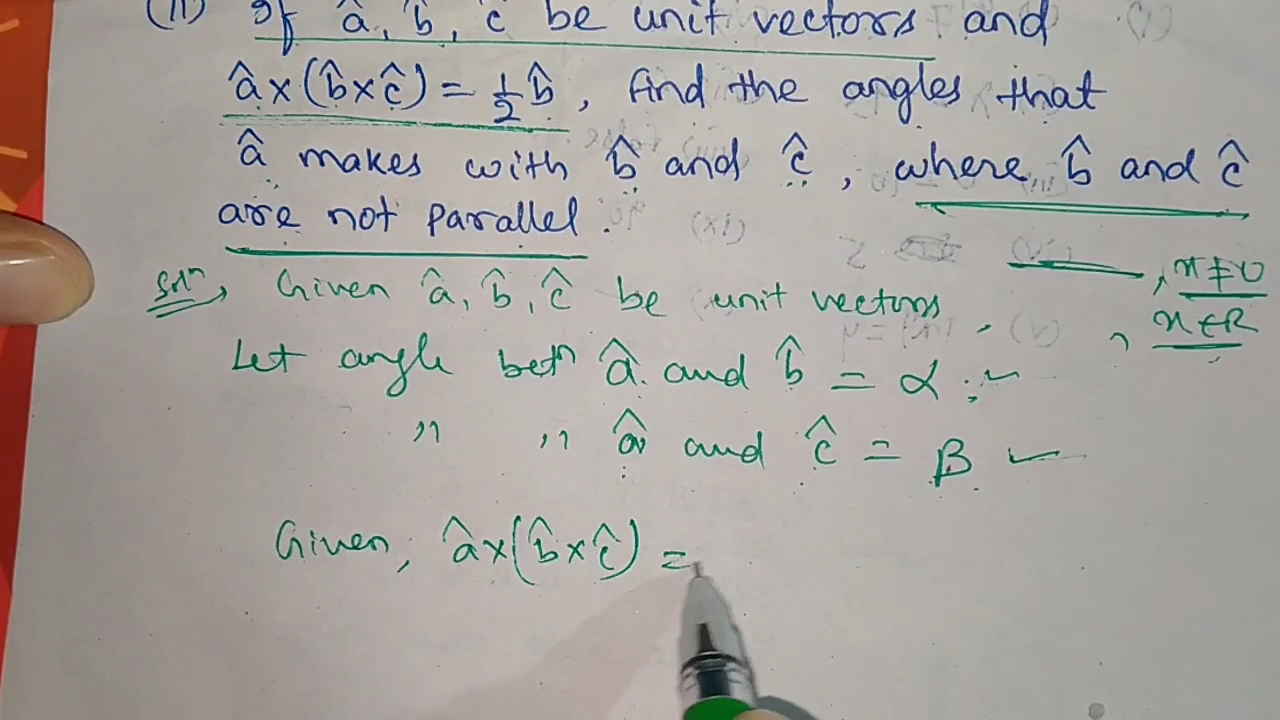 (ii) If â, b̂, ĉ be unit vectors and
â×(b̂×ĉ) = 1/2 b̂, find the angles that
â makes with b̂ and ĉ, where b̂ and ĉ
are not parallel.
Solⁿ, Given â, b̂, ĉ be unit vectors,
, x≠0
, x∈R
Let angle betⁿ â and b̂ = α
" " â and ĉ = β
Given, â×(b̂×ĉ) =